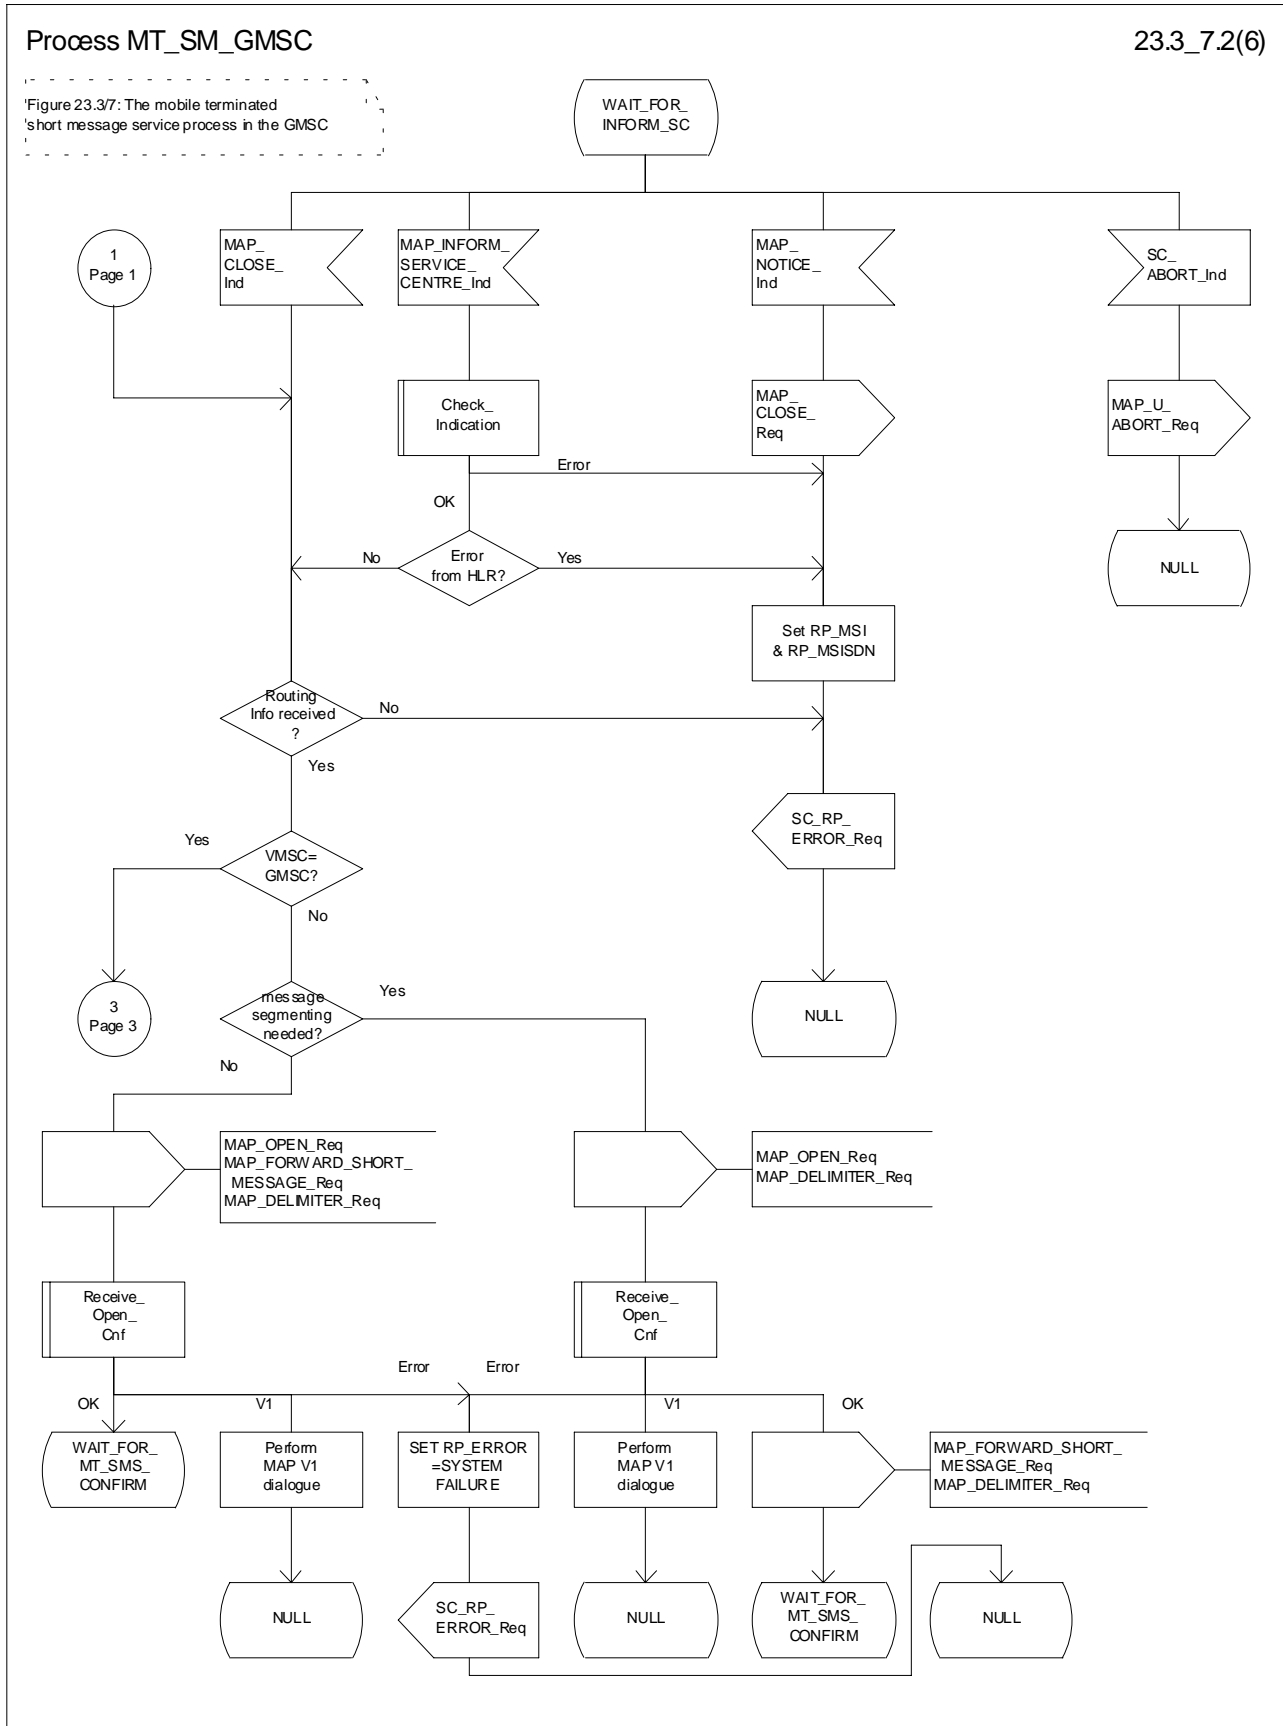 Process MT_SM_GMSC
23.3_7.2(6)
Figure 23.3/7: The mobile terminated
short message service process in the GMSC
WAIT_FOR_
INFORM_SC
1
Page 1
MAP_
CLOSE_
Ind
MAP_INFORM_
SERVICE_
CENTRE_Ind
MAP_
NOTICE_
Ind
SC_
ABORT_Ind
Check_
Indication
MAP_
CLOSE_
Req
MAP_U_
ABORT_Req
Error
OK
No
Error
from HLR?
Yes
NULL
Set RP_MSI
& RP_MSISDN
Routing
Info received
?
No
Yes
SC_RP_
ERROR_Req
Yes
VMSC=
GMSC?
No
3
Page 3
message
segmenting
needed?
Yes
NULL
No
MAP_OPEN_Req
MAP_FORWARD_SHORT_
MESSAGE_Req
MAP_DELIMITER_Req
MAP_OPEN_Req
MAP_DELIMITER_Req
Receive_
Open_
Cnf
Receive_
Open_
Cnf
Error
Error
OK
V1
V1
OK
WAIT_FOR_
MT_SMS_
CONFIRM
Perform
MAP V1
dialogue
SET RP_ERROR
=SYSTEM
FAILURE
Perform
MAP V1
dialogue
MAP_FORWARD_SHORT_
MESSAGE_Req
MAP_DELIMITER_Req
NULL
SC_RP_
ERROR_Req
NULL
WAIT_FOR_
MT_SMS_
CONFIRM
NULL